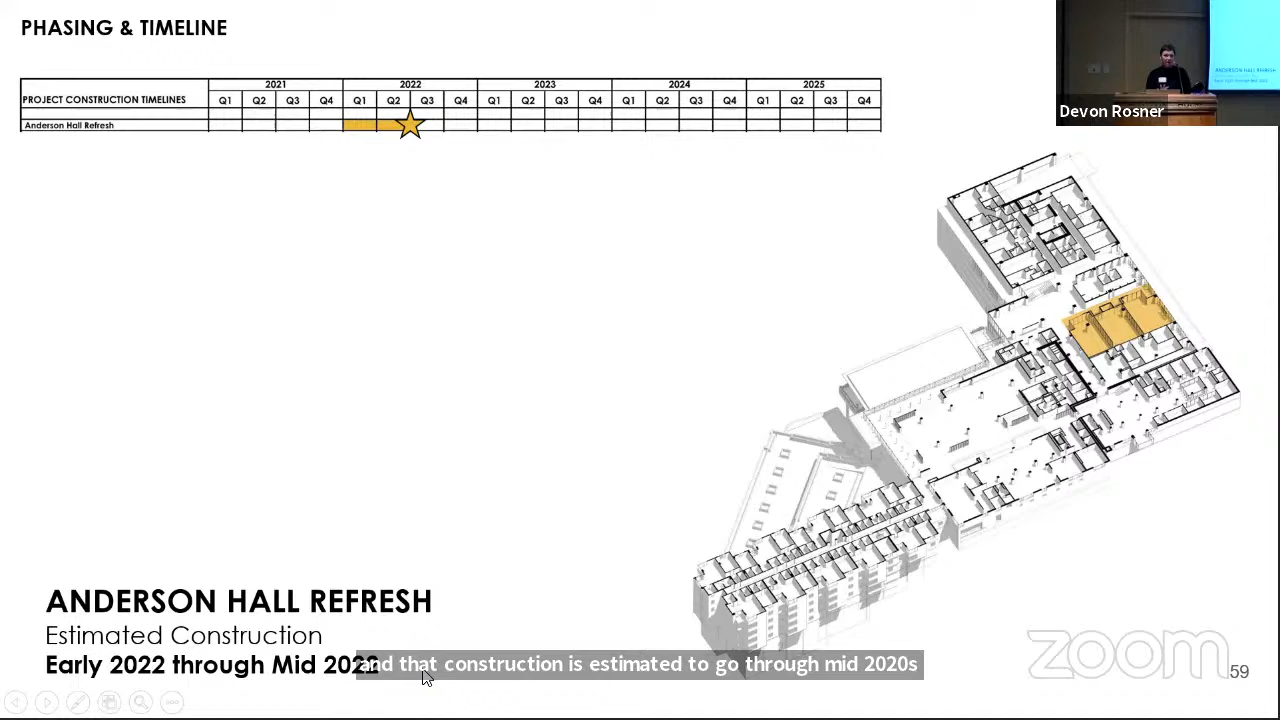 PHASING & TIMELINE
2021 2022 2023 2024 2025
PROJECT CONSTRUCTION TIMELINES Q1 Q2 Q3 Q4 Q1 Q2 Q3 Q4 Q1 Q2 Q3 Q4 Q1 Q2 Q3 Q4 Q1 Q2 Q3 Q4
Anderson Hall Refresh
ANDERSON HALL REFRESH
Devon Rosner
ANDERSON HALL REFRESH
Estimated Construction
Early 2022 through Mid 2022
and that construction is estimated to go through mid 2020s
zoom
59